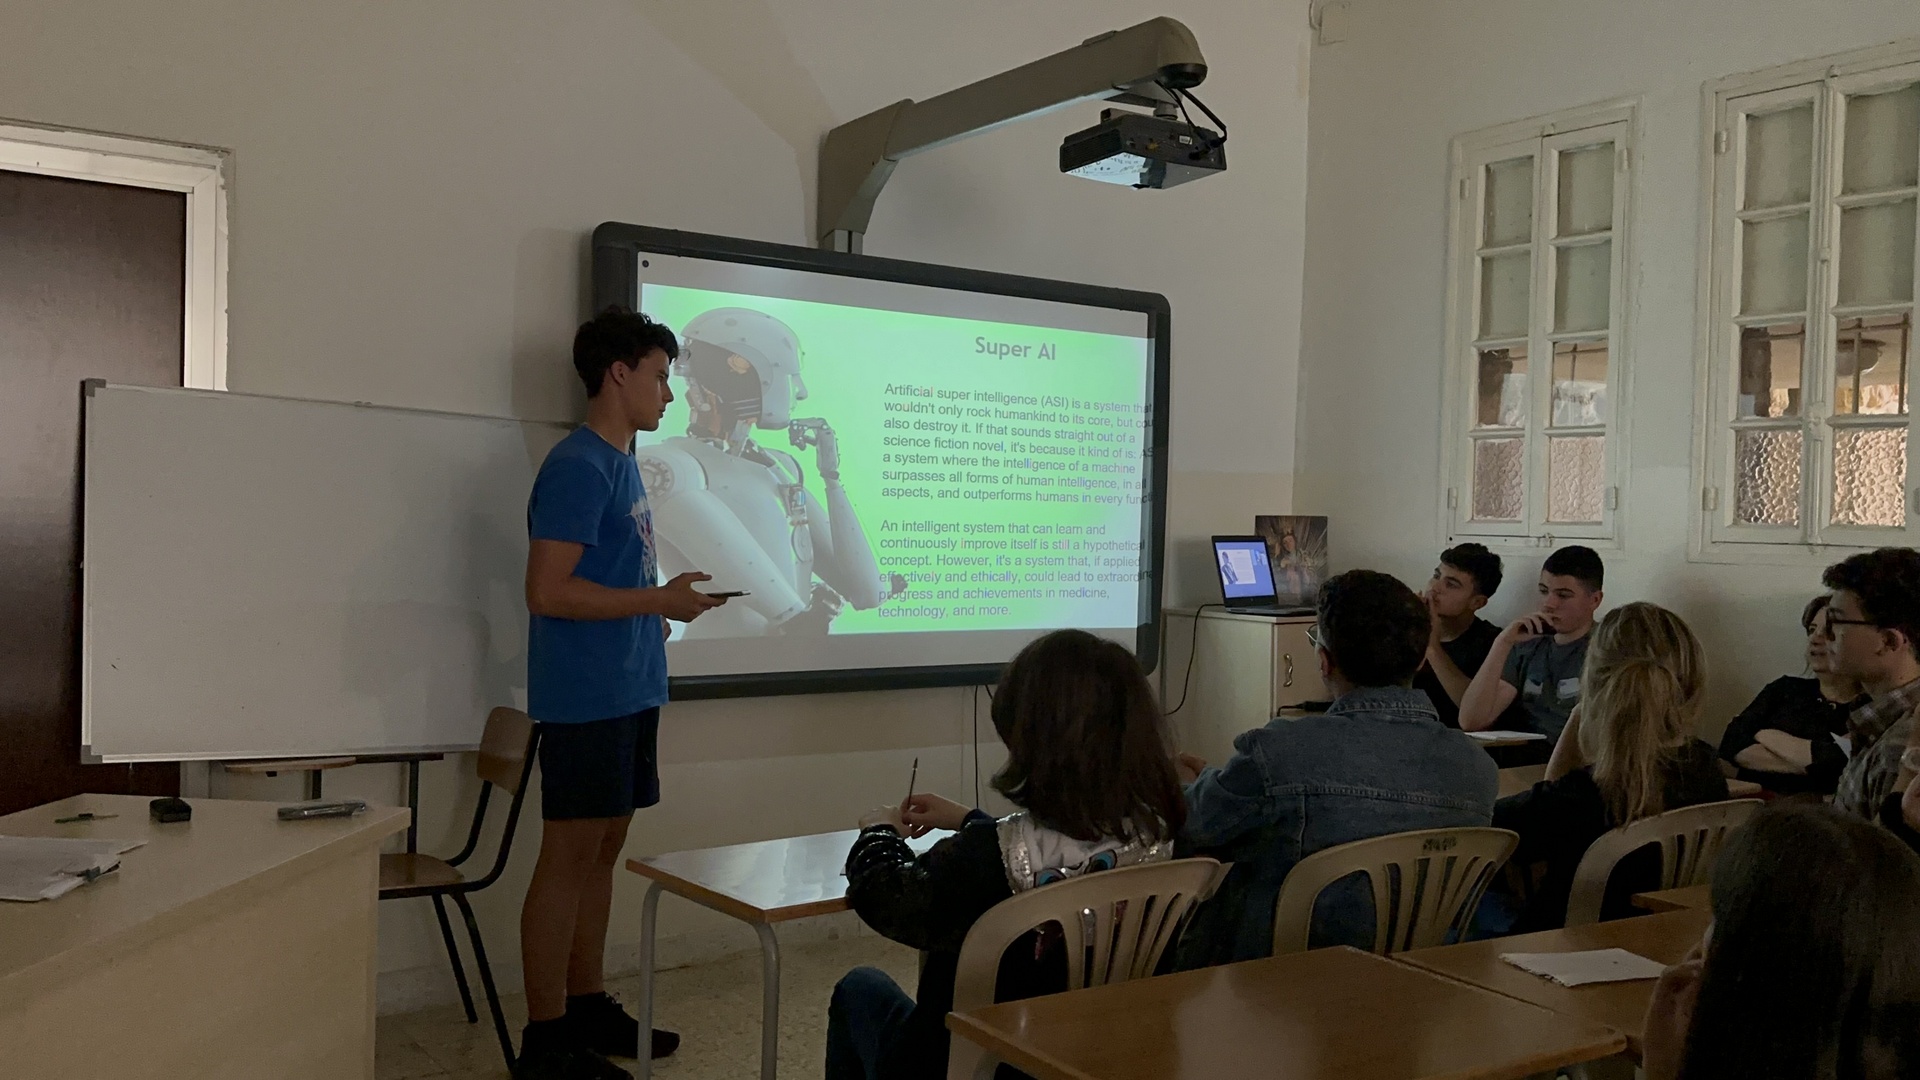 Super AI
Artificial super intelligence (ASI) is a system that
wouldn't only rock humankind to its core, but cou
also destroy it. If that sounds straight out of a
science fiction novel, it's because it kind of is. AS
a system where the intelligence of a machine
surpasses all forms of human intelligence, in all
aspects, and outperforms humans in every functi
An intelligent system that can learn and
continuously improve itself is still a hypothetical
concept. However, it's a system that, if applied
effectively and ethically, could lead to extraordina
progress and achievements in medicine,
technology, and more.